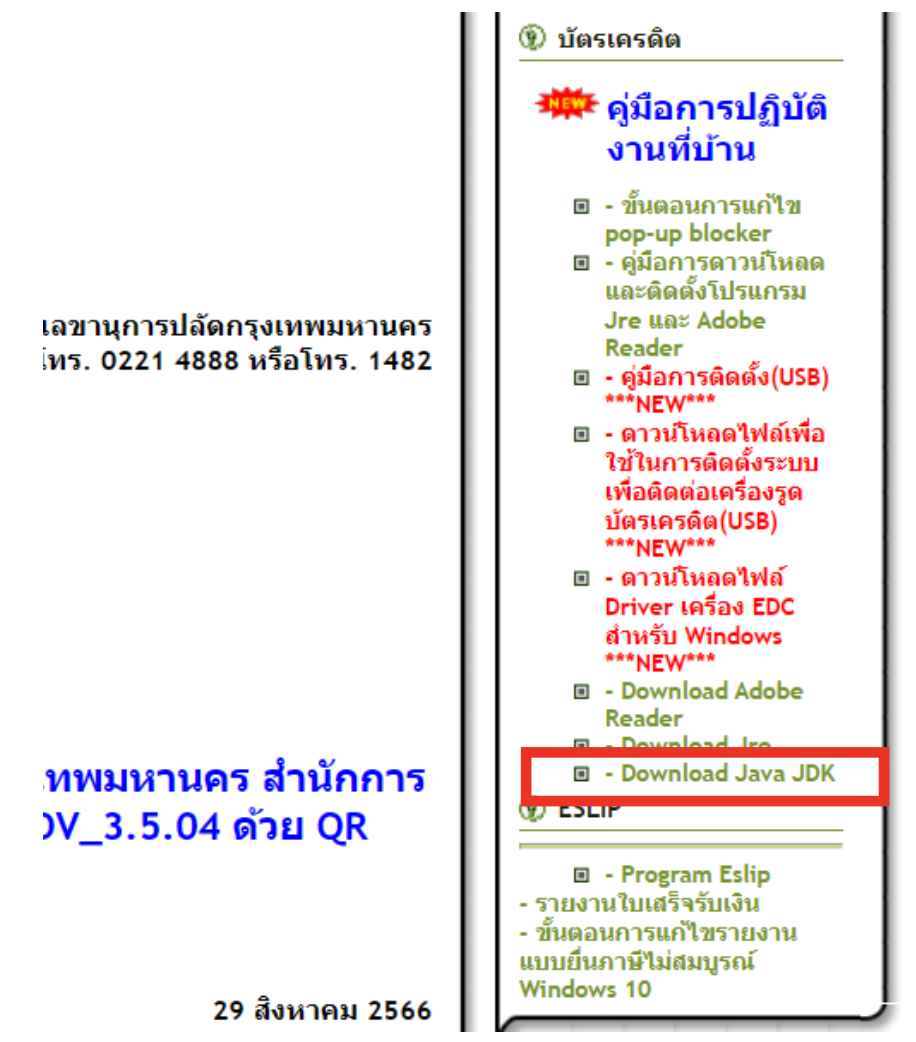 บัตรเครดิต
NEW
คู่มือการปฏิบัติ
งานที่บ้าน
- ขั้นตอนการแก้ไข
pop-up blocker
- คู่มือการดาวน์โหลด
และติดตั้งโปรแกรม
Jre และ Adobe
Reader
- คู่มือการติดตั้ง(USB)
***NEW***
- ดาวน์โหลดไฟล์เพื่อ
ใช้ในการติดตั้งระบบ
เพื่อติดต่อเครื่องรูด
บัตรเครดิต(USB)
***NEW***
- ดาวน์โหลดไฟล์
Driver เครื่อง EDC
สำหรับ Windows
***NEW***
- Download Adobe
Reader
- Download Jre
- Download Java JDK
ESLIP
- Program Eslip
- รายงานใบเสร็จรับเงิน
- ขั้นตอนการแก้ไขรายงาน
แบบยื่นภาษีไม่สมบูรณ์
Windows 10
เลขานุการปลัดกรุงเทพมหานคร
โทร. 0221 4888 หรือโทร. 1482
เทพมหานคร สำนักการ
OV_3.5.04 ด้วย QR
29 สิงหาคม 2566